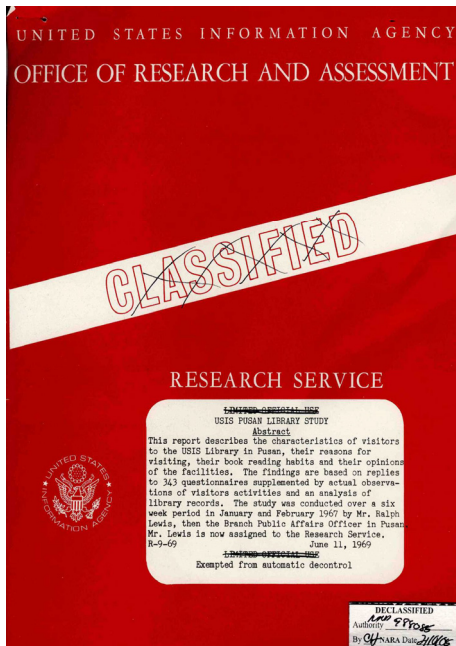 UNITED STATES INFORMATION AGENCY
OFFICE OF RESEARCH AND ASSESSMENT
CLASSIFIED
RESEARCH SERVICE
LIMITED OFFICIAL USE
USIS PUSAN LIBRARY STUDY
Abstract
This report describes the characteristics of visitors
to the USIS Library in Pusan, their reasons for
visiting, their book reading habits and their opinions
of the facilities. The findings are based on replies
to 343 questionnaires supplemented by actual observa-
tions of visitors activities and an analysis of
library records. The study was conducted over a six
week period in January and February 1967 by Mr. Ralph
Lewis, then the Branch Public Affairs Officer in Pusan.
Mr. Lewis is now assigned to the Research Service.
R-9-69 June 11, 1969
LIMITED OFFICIAL USE
Exempted from automatic decontrol
UNITED STATES
INFORMATION AGENCY
DECLASSIFIED
Authority NND
By CH NARA Date